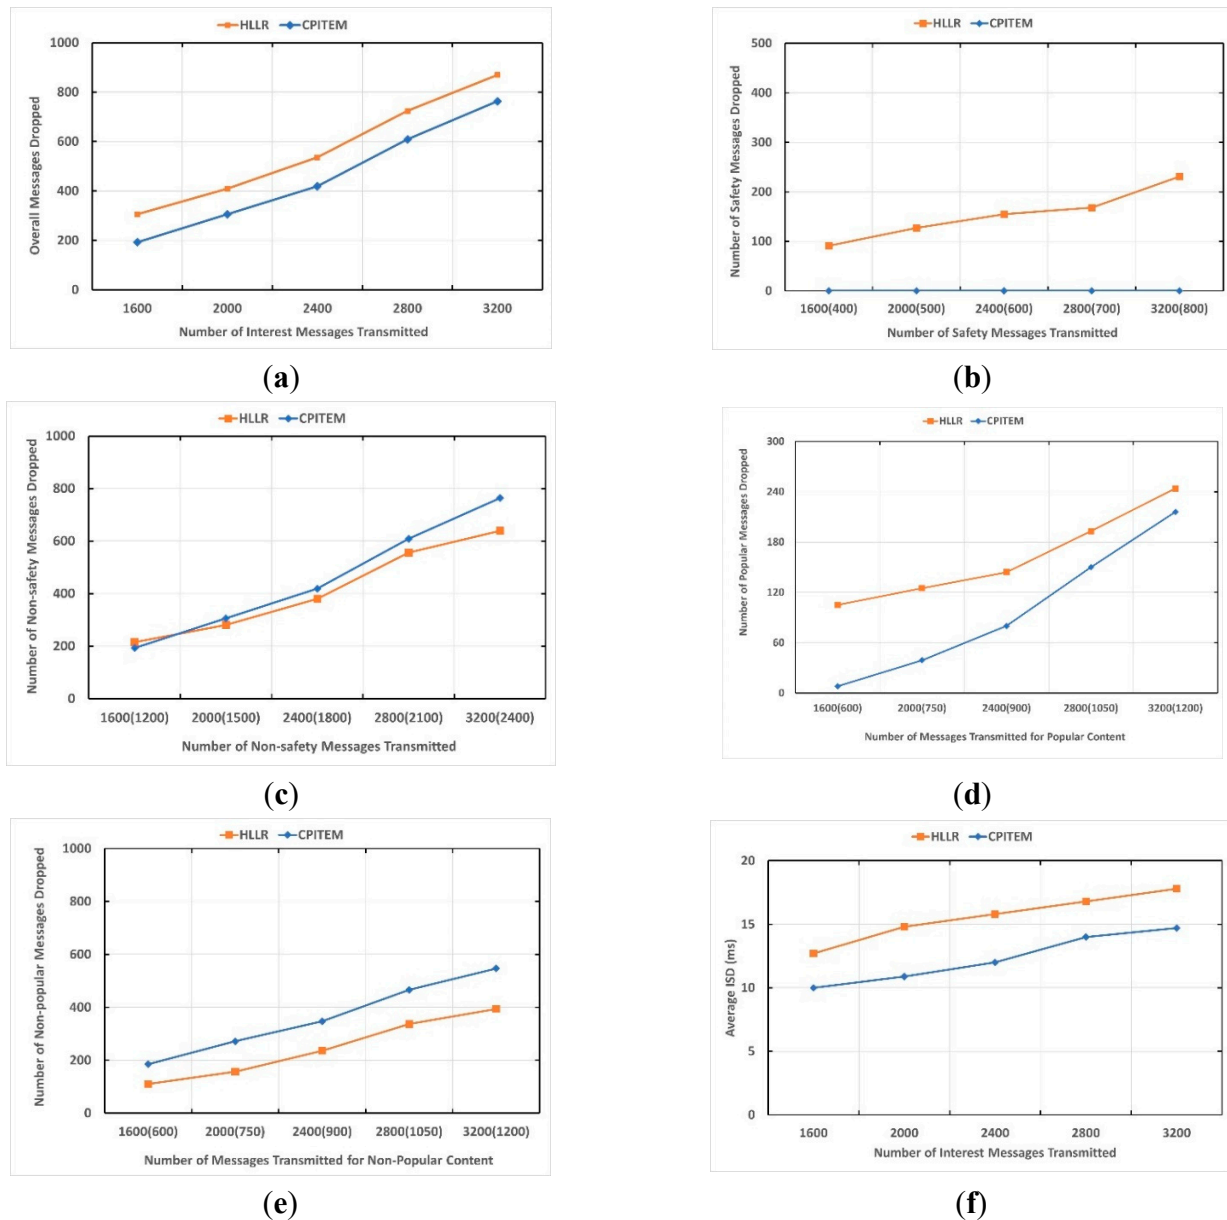 HLLR CPITEM
1000
800
600
400
200
0
Overall Messages Dropped
1600 2000 2400 2800 3200
Number of Interest Messages Transmitted
(a)
HLLR CPITEM
500
400
300
200
100
0
Number of Safety Messages Dropped
1600(400) 2000(500) 2400(600) 2800(700) 3200(800)
Number of Safety Messages Transmitted
(b)
HLLR CPITEM
1000
800
600
400
200
0
Number of Non-safety Messages Dropped
1600(1200) 2000(1500) 2400(1800) 2800(2100) 3200(2400)
Number of Non-safety Messages Transmitted
(c)
HLLR CPITEM
300
240
180
120
60
0
Number of Popular Messages Dropped
1600(600) 2000(750) 2400(900) 2800(1050) 3200(1200)
Number of Messages Transmitted for Popular Content
(d)
HLLR CPITEM
1000
800
600
400
200
0
Number of Non-popular Messages Dropped
1600(600) 2000(750) 2400(900) 2800(1050) 3200(1200)
Number of Messages Transmitted for Non-Popular Content
(e)
HLLR CPITEM
20
15
10
5
0
Average ISD (ms)
1600 2000 2400 2800 3200
Number of Interest Messages Transmitted
(f)